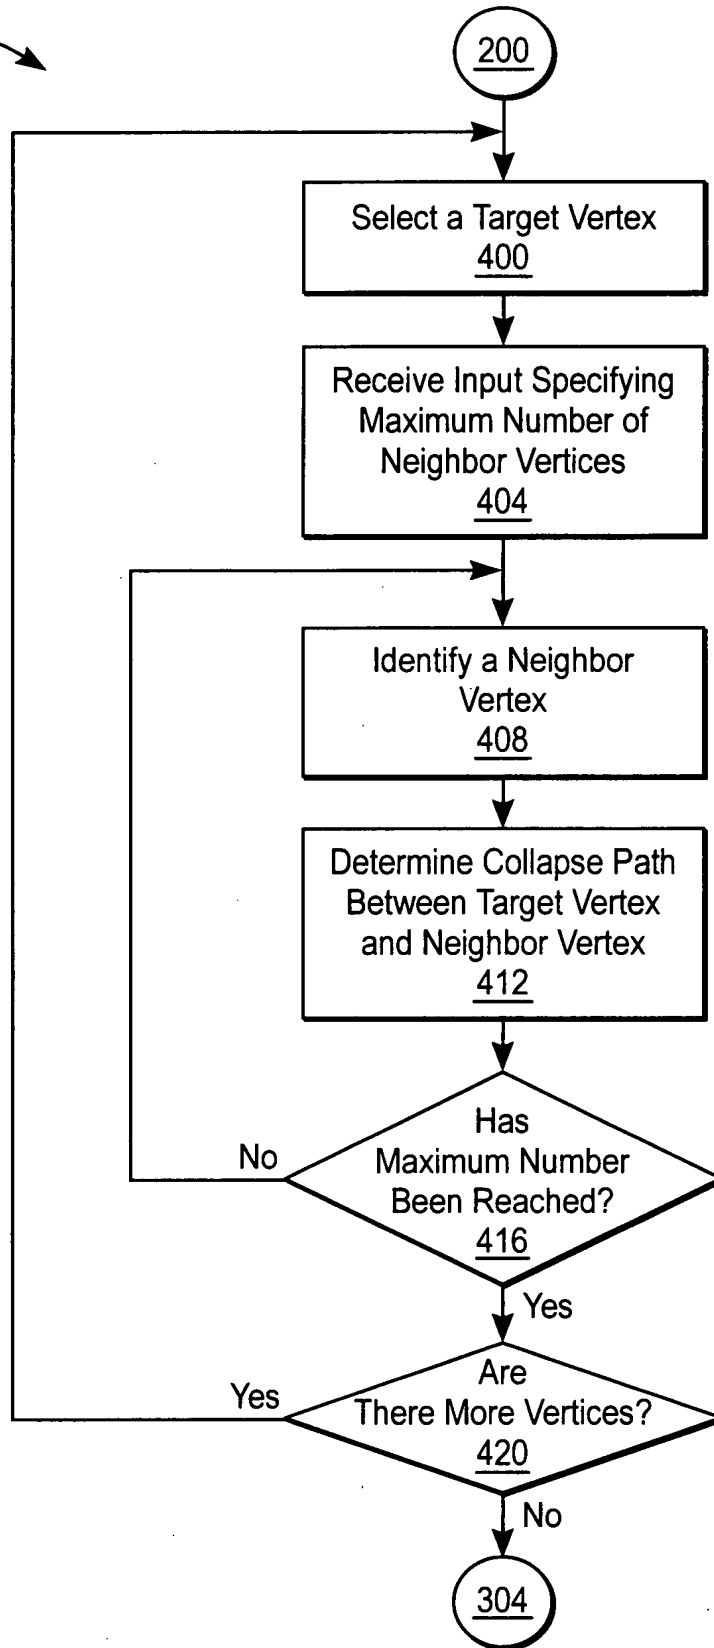 200
Select a Target Vertex
400
Receive Input Specifying
Maximum Number of
Neighbor Vertices
404
Identify a Neighbor
Vertex
408
Determine Collapse Path
Between Target Vertex
and Neighbor Vertex
412
Has
Maximum Number
Been Reached?
416
No
Yes
Are
There More Vertices?
420
Yes
No
304